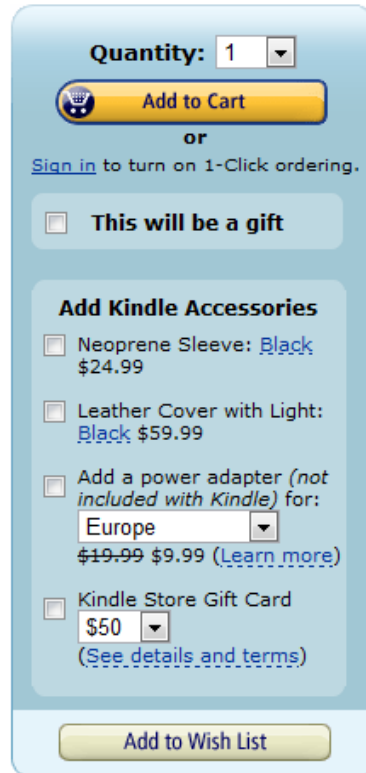 Quantity: 1
Add to Cart
or
Sign in to turn on 1-Click ordering.
This will be a gift
Add Kindle Accessories
Neoprene Sleeve: Black
$24.99
Leather Cover with Light:
Black $59.99
Add a power adapter (not
included with Kindle) for:
Europe
$19.99 $9.99 (Learn more)
Kindle Store Gift Card
$50
(See details and terms)
Add to Wish List